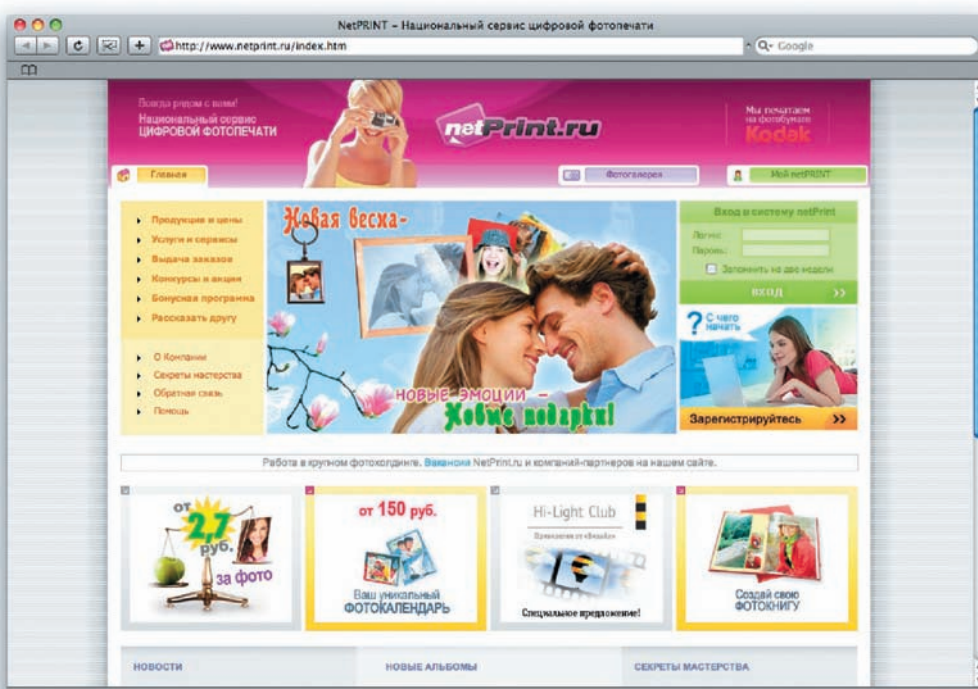 NetPRINT – Национальный сервис цифровой фотопечати
http://www.netprint.ru/index.htm
Google
Всегда рядом с вами!
Национальный сервис
ЦИФРОВОЙ ФОТОПЕЧАТИ
netPrint.ru
Мы печатаем
на фотобумаге
Kodak
Главная
Фотогалерея
Мой netPRINT
Продукция и цены
Услуги и сервисы
Выдача заказов
Конкурсы и акции
Бонусная программа
Рассказать другу
О Компании
Секреты мастерства
Обратная связь
Помощь
Новая весна-
НОВЫЕ ЭМОЦИИ –
Новые подарки!
Вход в систему netPrint
Логин:
Пароль:
Запомнить на две недели
ВХОД >>
?
С чего
начать
Зарегистрируйтесь >>
Работа в крупном фотохолдинге. Вакансии NetPrint.ru и компаний-партнеров на нашем сайте.
от
2,7
руб.
за фото
от 150 руб.
Ваш уникальный
ФОТОКАЛЕНДАРЬ
Hi-Light Club
Привилегия от «Билайн»
Специальное предложение!
Создай свою
ФОТОКНИГУ
НОВОСТИ
НОВЫЕ АЛЬБОМЫ
СЕКРЕТЫ МАСТЕРСТВА